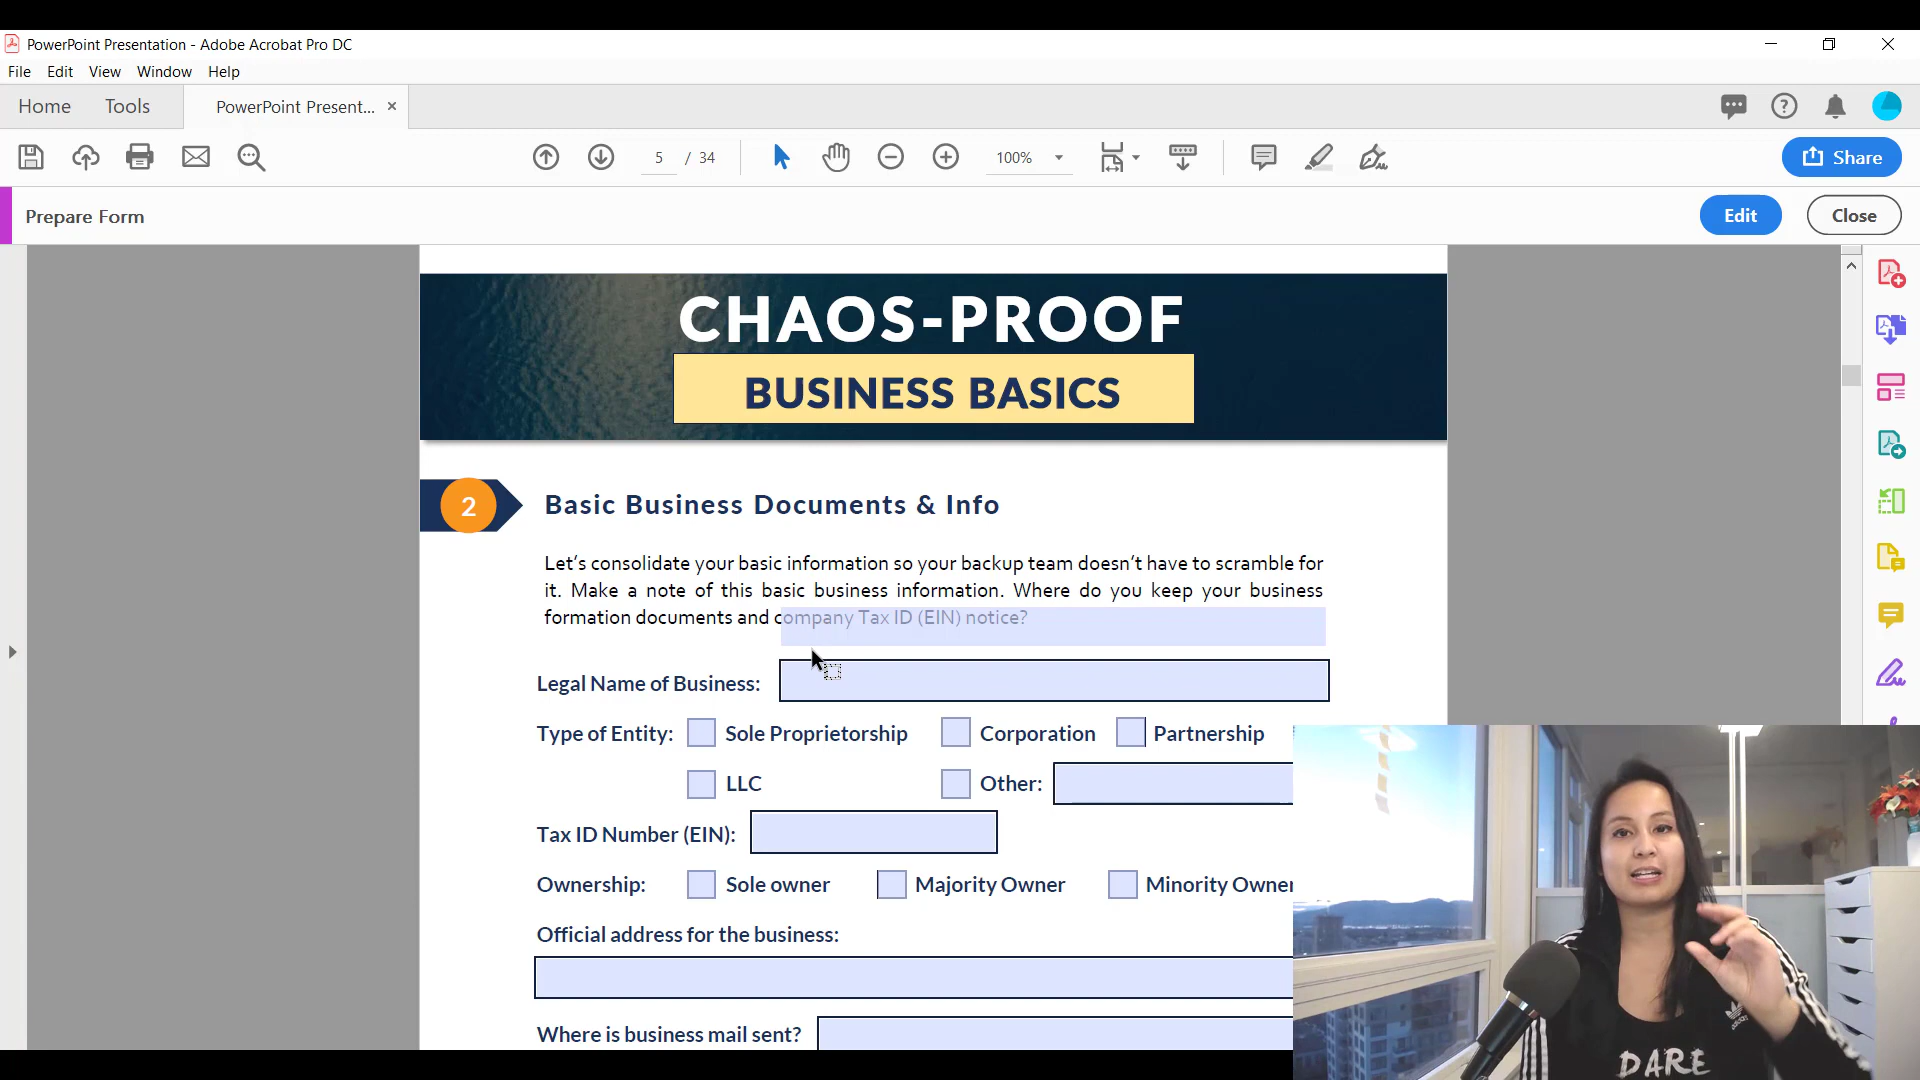 PowerPoint Presentation - Adobe Acrobat Pro DC
File Edit View Window Help
Home Tools PowerPoint Present...
5 / 34 100% Share
Prepare Form Edit Close
CHAOS-PROOF
BUSINESS BASICS
2 Basic Business Documents & Info
Let's consolidate your basic information so your backup team doesn't have to scramble for
it. Make a note of this basic business information. Where do you keep your business
formation documents and company Tax ID (EIN) notice?
Legal Name of Business:
Type of Entity: Sole Proprietorship Corporation Partnership
LLC Other:
Tax ID Number (EIN):
Ownership: Sole owner Majority Owner Minority Owner
Official address for the business:
Where is business mail sent?
DARE